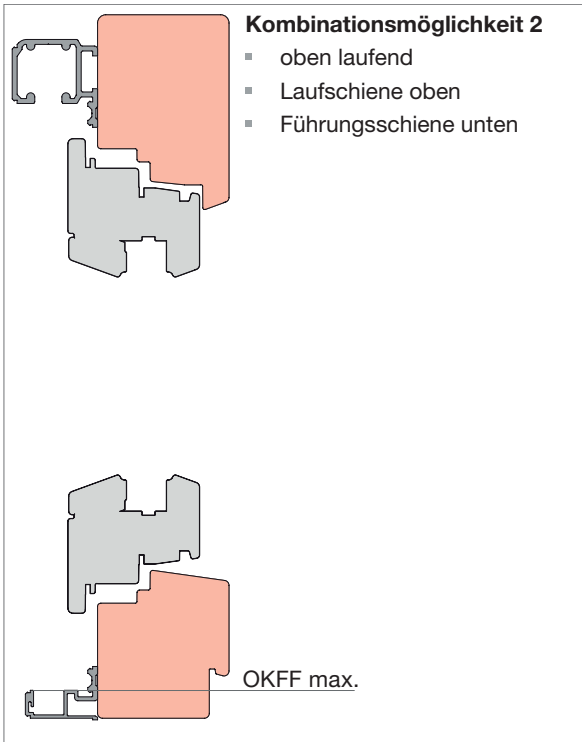 Kombinationsmöglichkeit 2
oben laufend
Laufschiene oben
Führungsschiene unten
OKFF max.